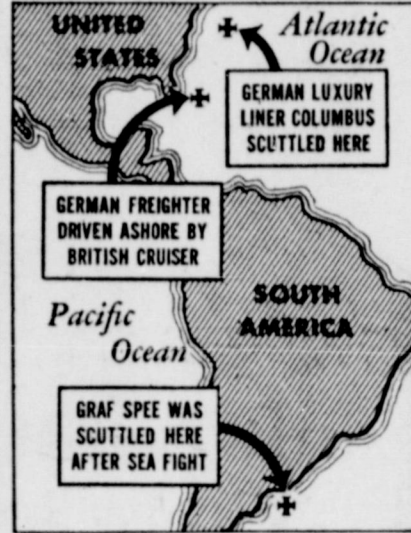 UNITED
STATES
Atlantic
Ocean
GERMAN LUXURY
LINER COLUMBUS
SCUTTLED HERE
GERMAN FREIGHTER
DRIVEN ASHORE BY
BRITISH CRUISER
SOUTH
AMERICA
Pacific
Ocean
GRAF SPEE WAS
SCUTTLED HERE
AFTER SEA FIGHT